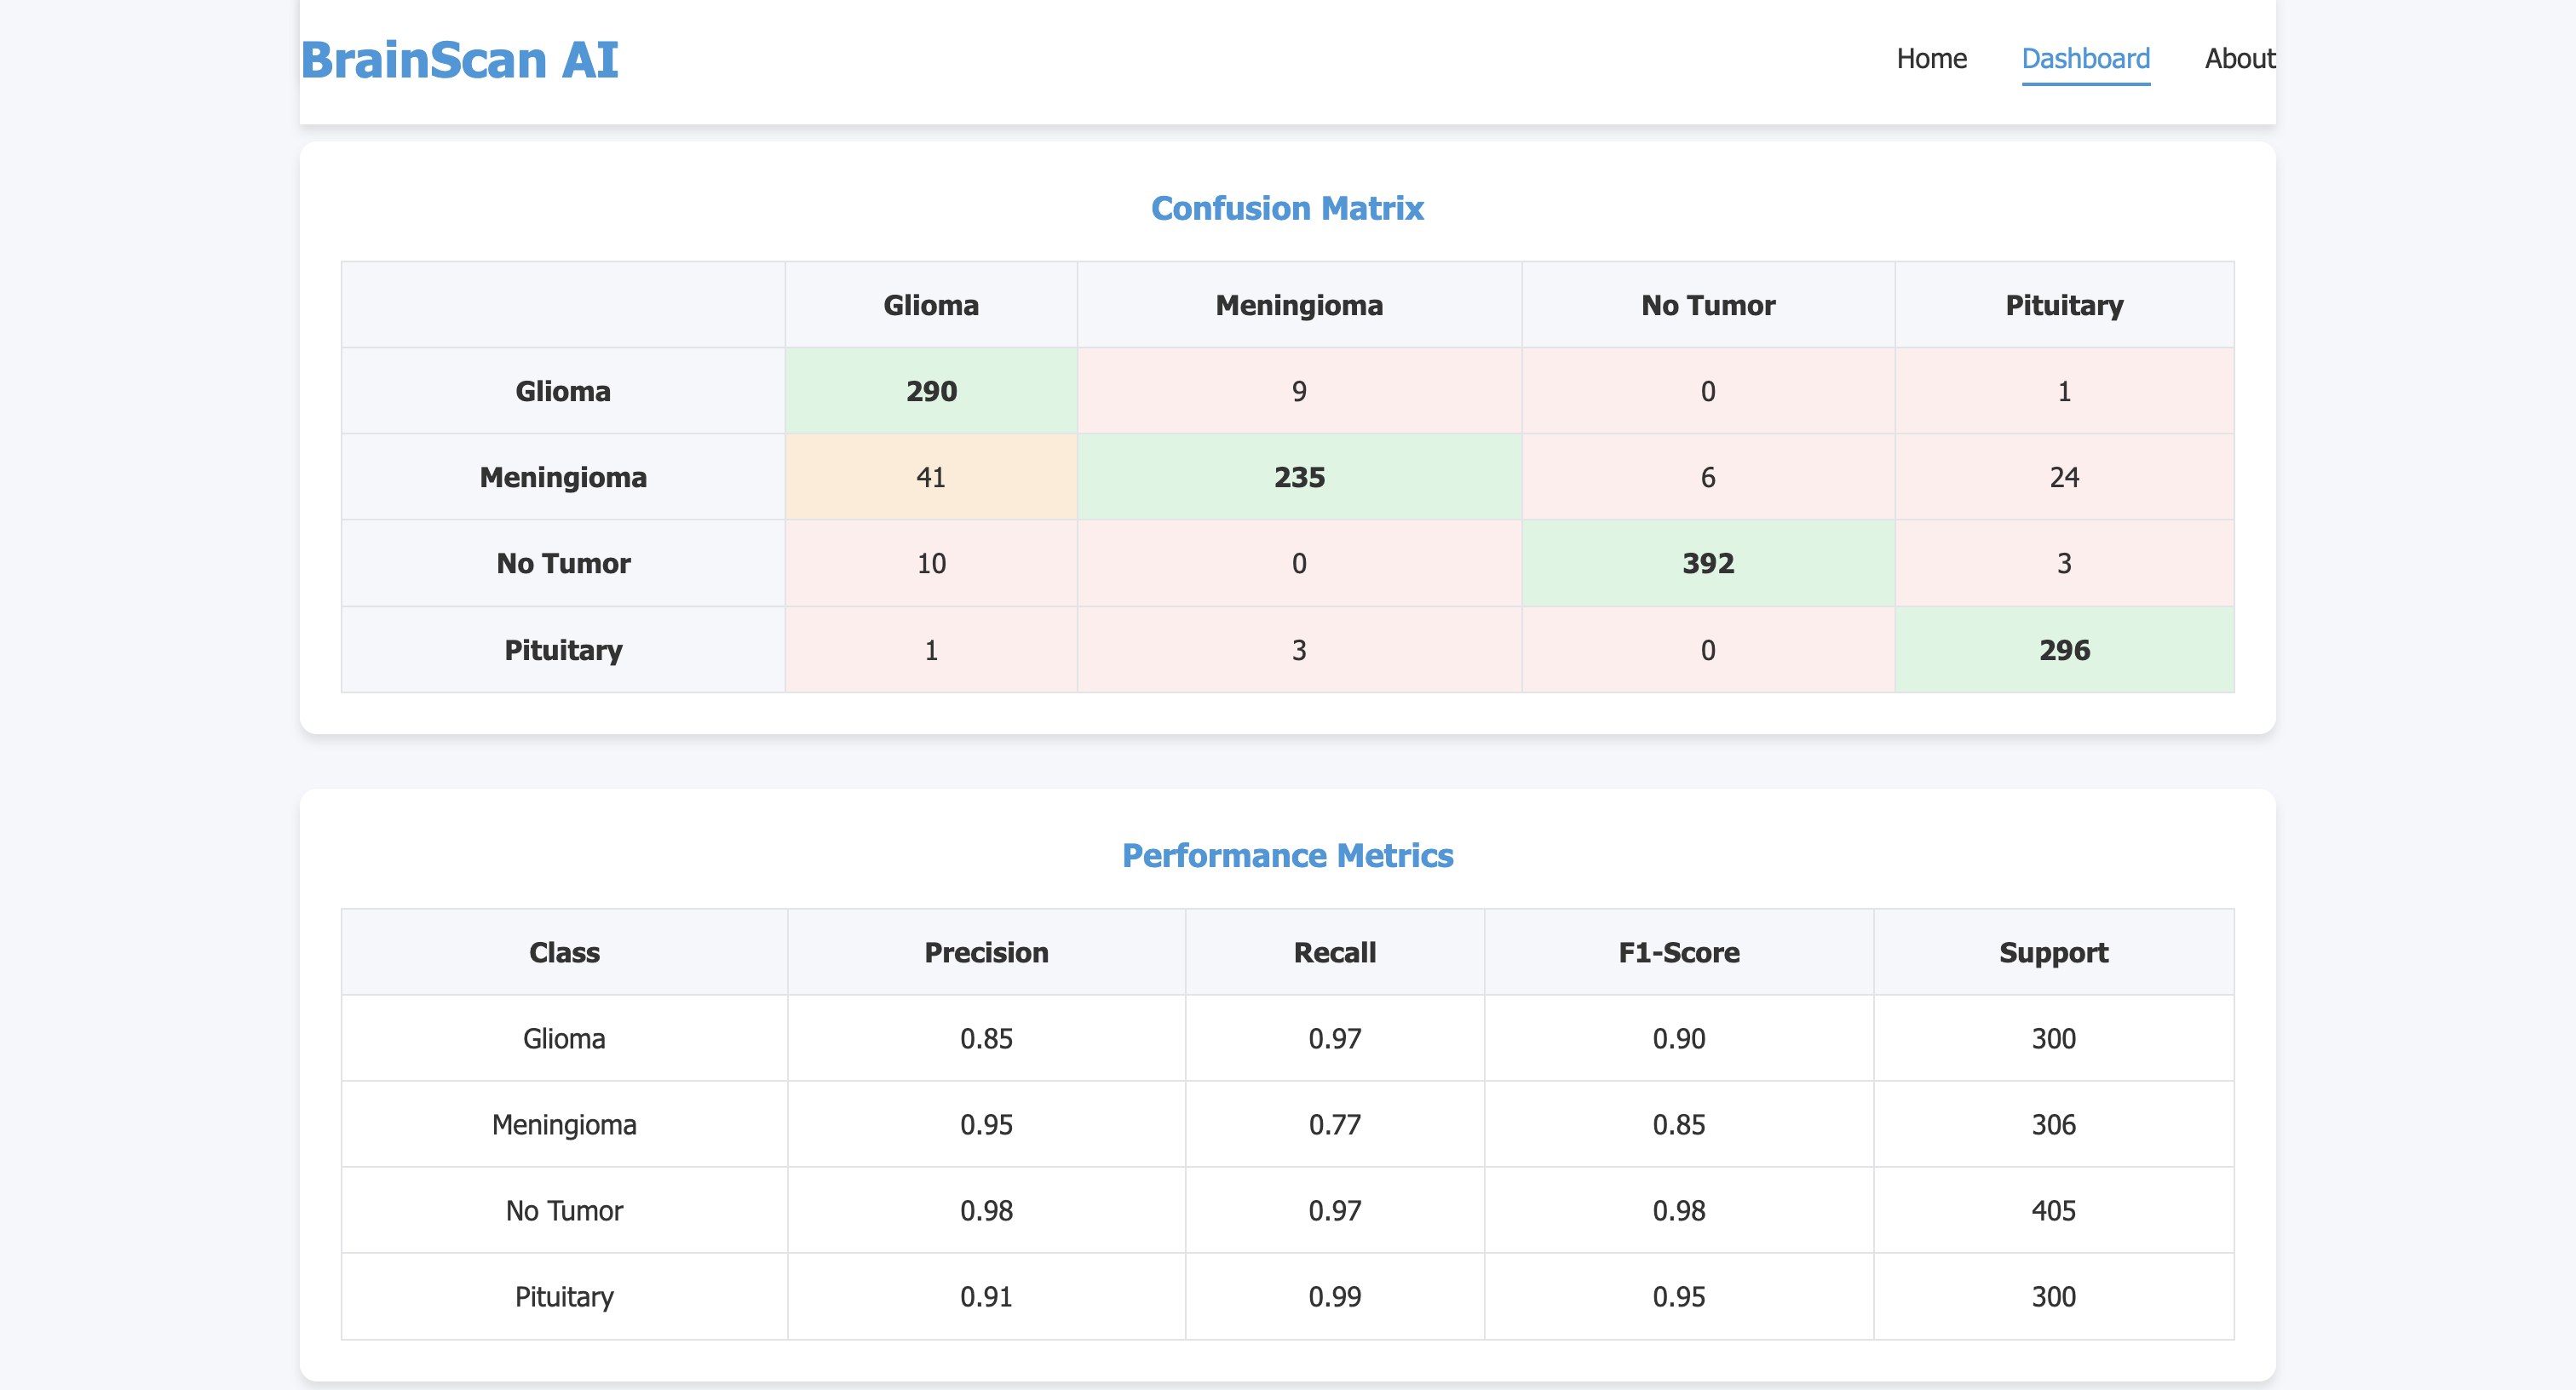 BrainScan AI
Home Dashboard About
Confusion Matrix
Glioma Meningioma No Tumor Pituitary
Glioma 290 9 0 1
Meningioma 41 235 6 24
No Tumor 10 0 392 3
Pituitary 1 3 0 296
Performance Metrics
Class Precision Recall F1-Score Support
Glioma 0.85 0.97 0.90 300
Meningioma 0.95 0.77 0.85 306
No Tumor 0.98 0.97 0.98 405
Pituitary 0.91 0.99 0.95 300